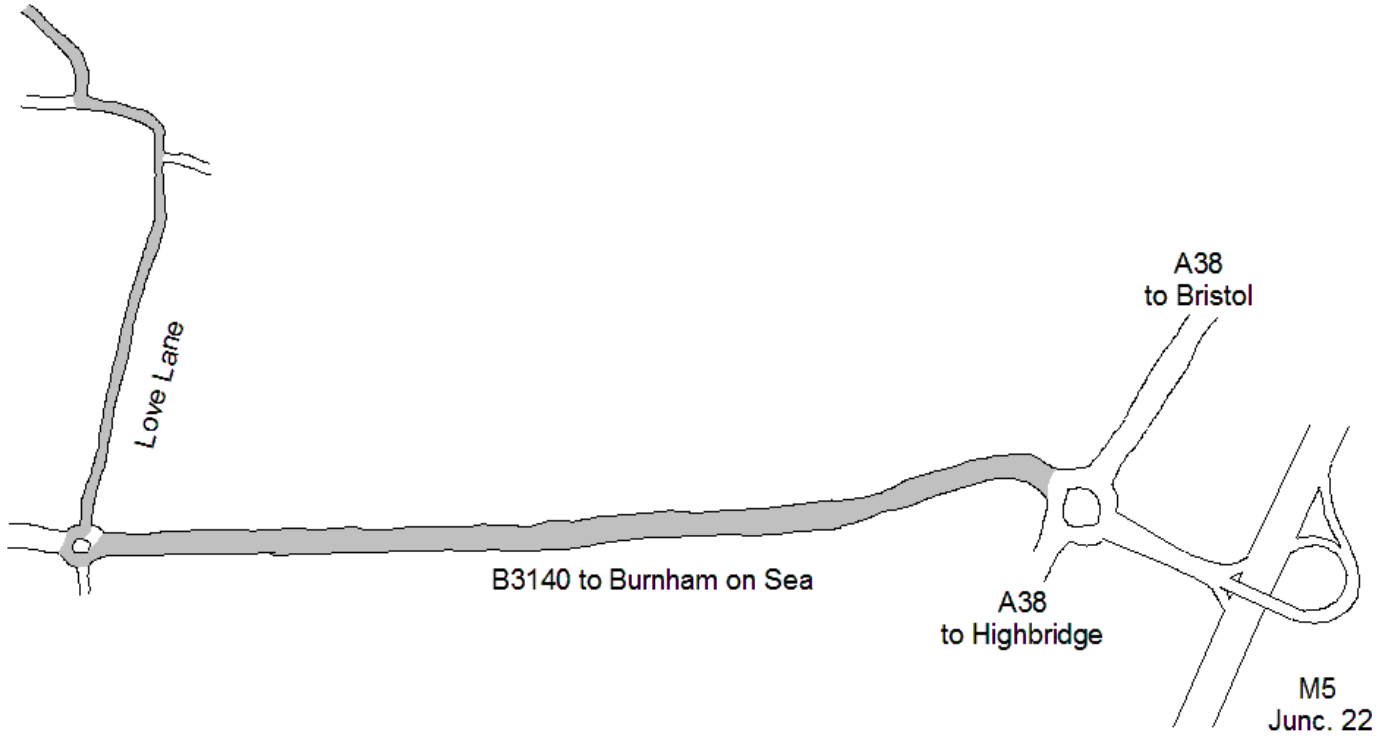 A38
to Bristol
Love Lane
B3140 to Burnham on Sea
A38
to Highbridge
M5
Junc. 22